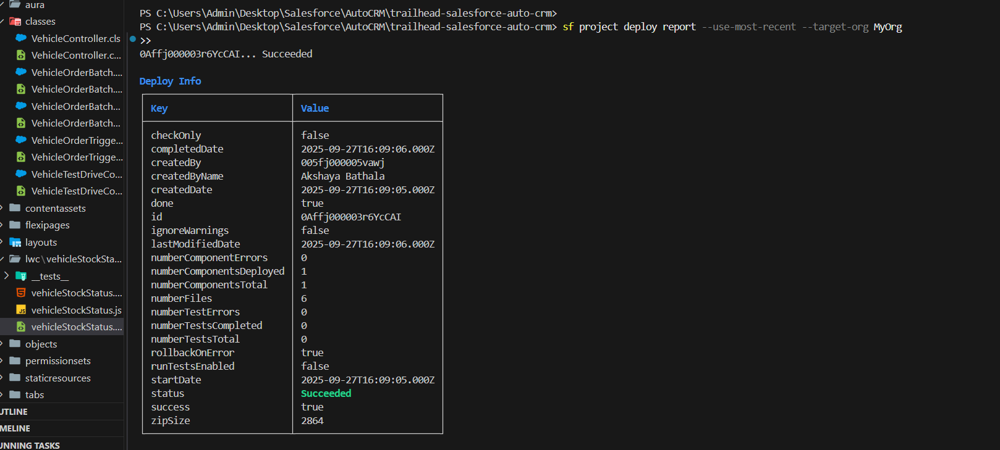 aura
classes
VehicleController.cls
VehicleController.c...
VehicleOrderBatch....
VehicleOrderBatch....
VehicleOrderBatch...
VehicleOrderBatch...
VehicleOrderTrigge...
VehicleOrderTrigge...
VehicleTestDriveCo...
VehicleTestDriveCo...
contentassets
flexipages
layouts
lwc\vehicleStockSta...
__tests__
vehicleStockStatus....
vehicleStockStatus.js
vehicleStockStatus....
objects
permissionsets
staticresources
tabs
UTLINE
MELINE
UNNING TASKS
PS C:\Users\Admin\Desktop\Salesforce\AutoCRM\trailhead-salesforce-auto-crm>
PS C:\Users\Admin\Desktop\Salesforce\AutoCRM\trailhead-salesforce-auto-crm> sf project deploy report --use-most-recent --target-org MyOrg
>>
0Affj000003r6YcCAI... Succeeded
Deploy Info
Key Value
checkOnly false
completedDate 2025-09-27T16:09:06.000Z
createdBy 005fj000005vawj
createdByName Akshaya Bathala
createdDate 2025-09-27T16:09:05.000Z
done true
id 0Affj000003r6YcCAI
ignoreWarnings false
lastModifiedDate 2025-09-27T16:09:06.000Z
numberComponentErrors 0
numberComponentsDeployed 1
numberComponentsTotal 1
numberFiles 6
numberTestErrors 0
numberTestsCompleted 0
numberTestsTotal 0
rollbackOnError true
runTestsEnabled false
startDate 2025-09-27T16:09:05.000Z
status Succeeded
success true
zipSize 2864